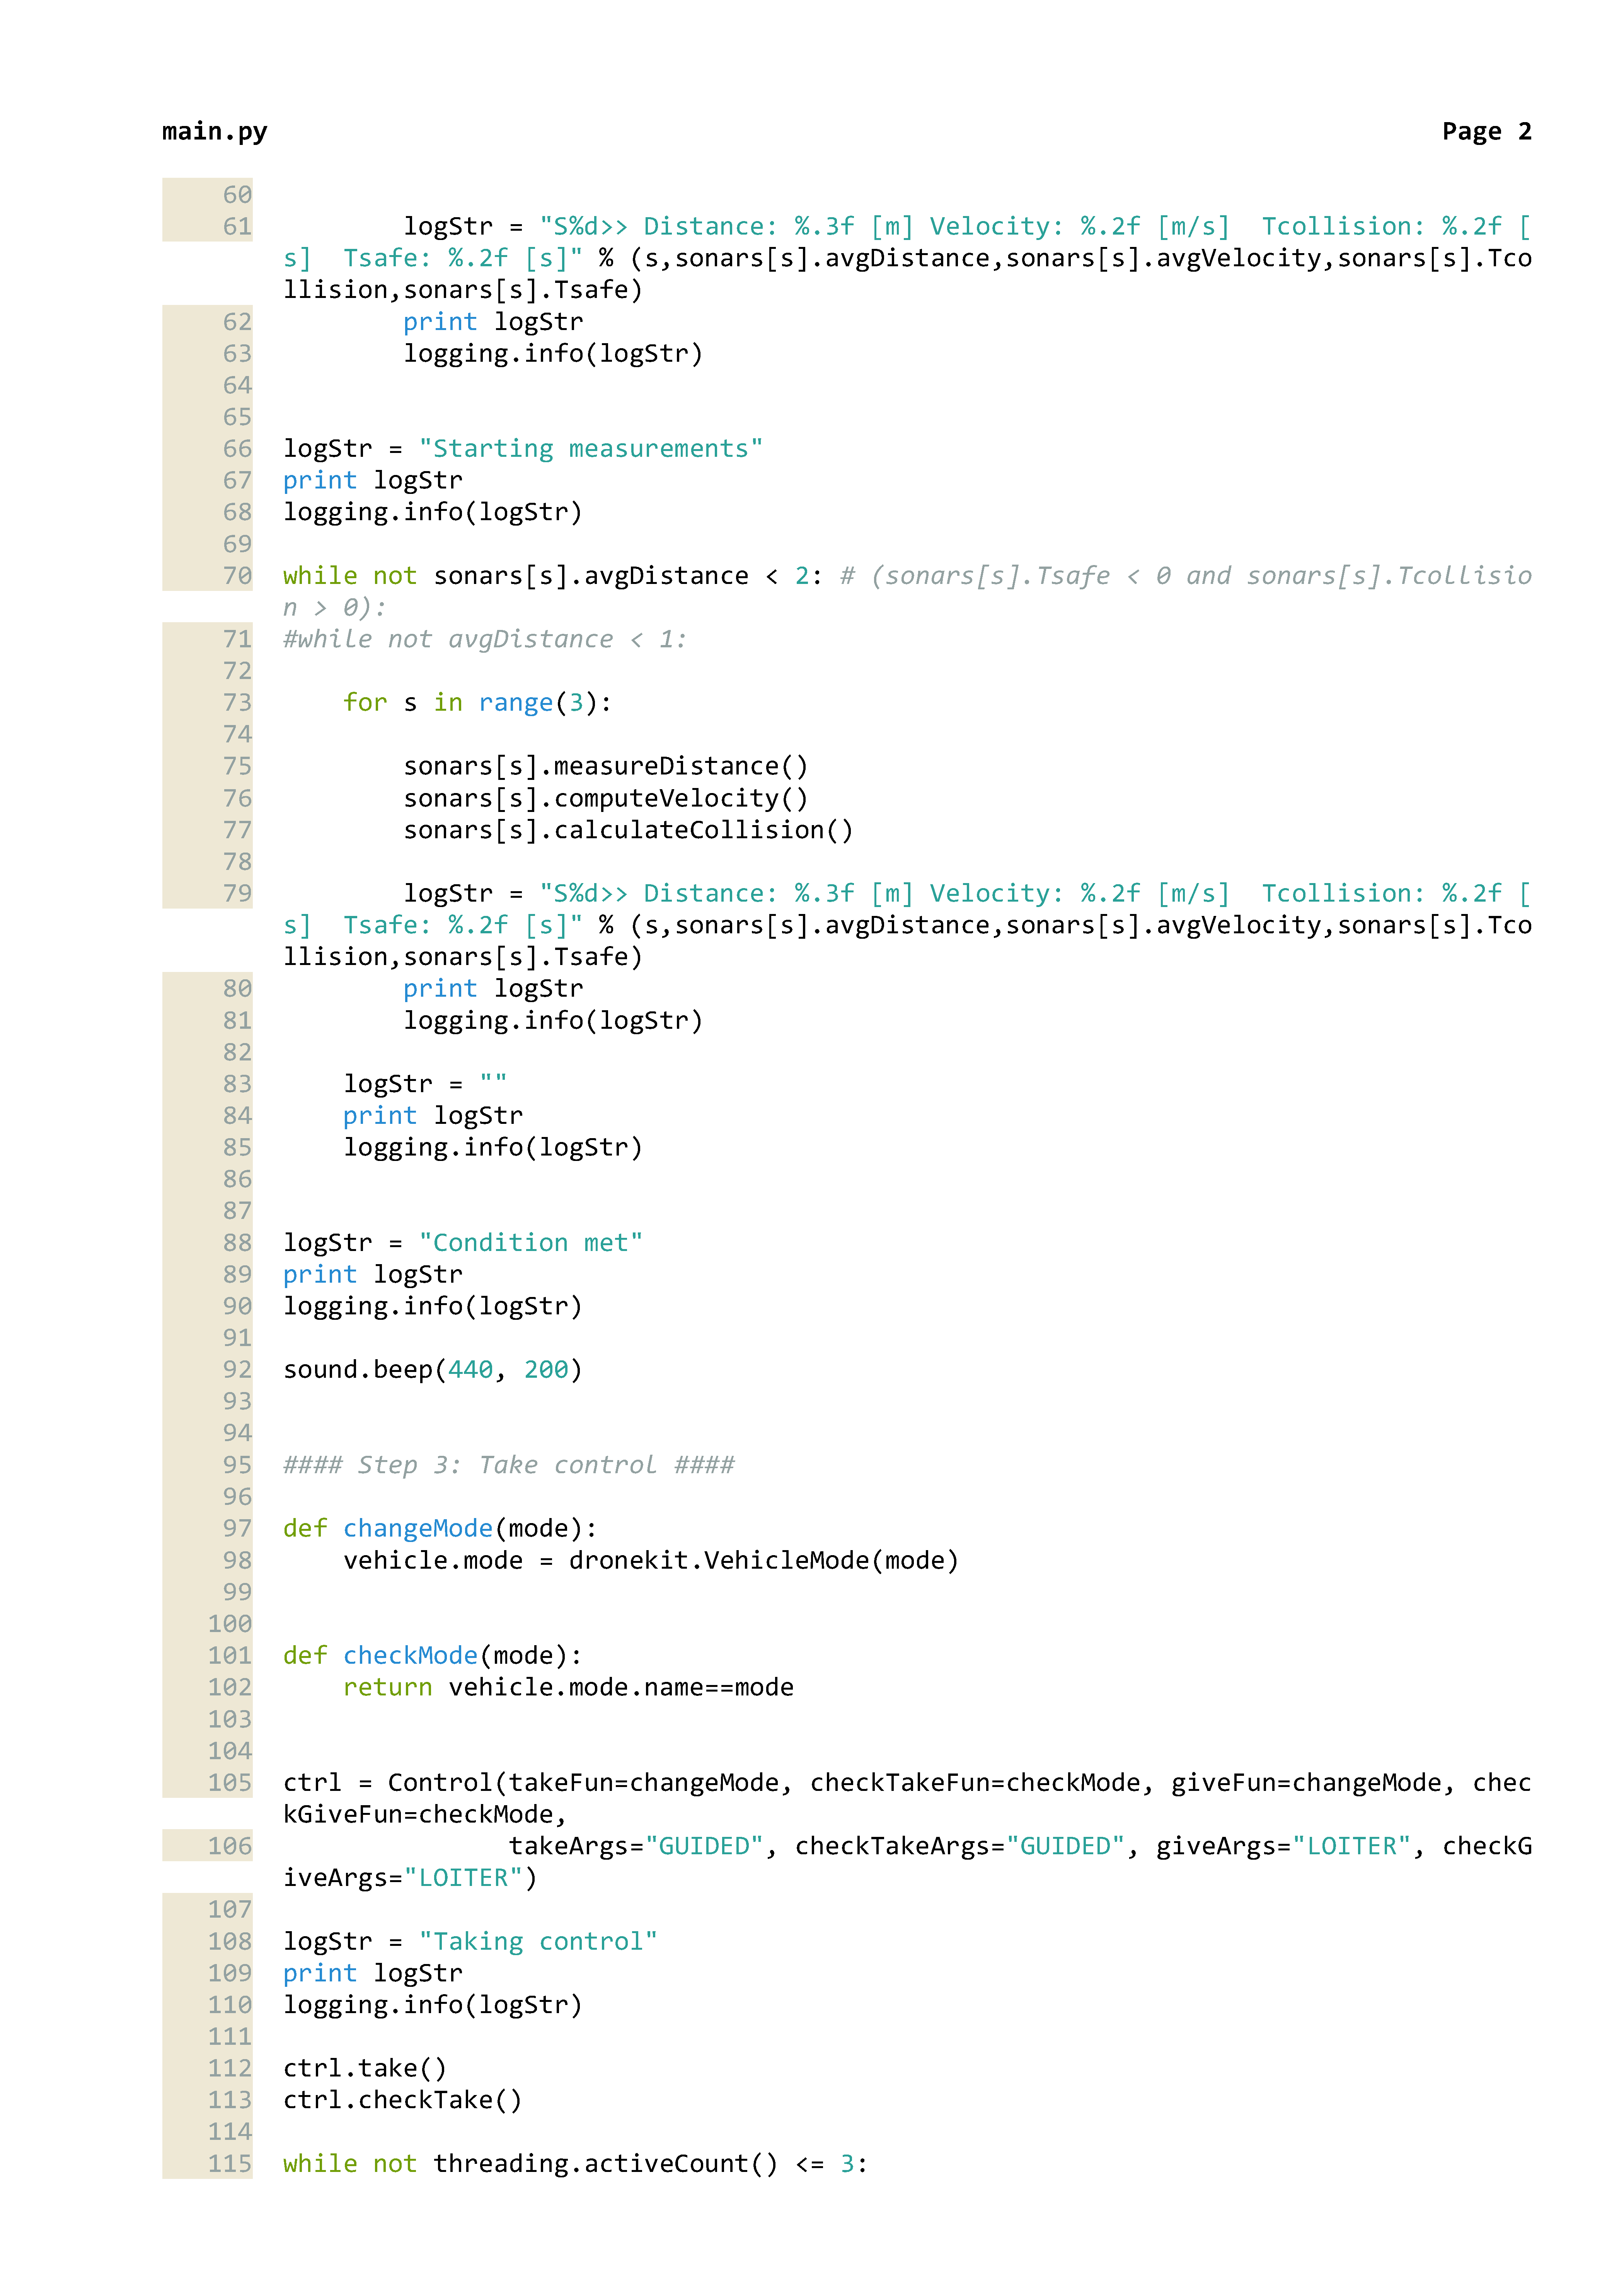 main.py Page 2
60
61 logStr = "S%d>> Distance: %.3f [m] Velocity: %.2f [m/s]  Tcollision: %.2f [
s]  Tsafe: %.2f [s]" % (s,sonars[s].avgDistance,sonars[s].avgVelocity,sonars[s].Tco
llision,sonars[s].Tsafe)
62 print logStr
63 logging.info(logStr)
64
65
66 logStr = "Starting measurements"
67 print logStr
68 logging.info(logStr)
69
70 while not sonars[s].avgDistance < 2: # (sonars[s].Tsafe < 0 and sonars[s].Tcollisio
n > 0):
71 #while not avgDistance < 1:
72
73 for s in range(3):
74
75 sonars[s].measureDistance()
76 sonars[s].computeVelocity()
77 sonars[s].calculateCollision()
78
79 logStr = "S%d>> Distance: %.3f [m] Velocity: %.2f [m/s]  Tcollision: %.2f [
s]  Tsafe: %.2f [s]" % (s,sonars[s].avgDistance,sonars[s].avgVelocity,sonars[s].Tco
llision,sonars[s].Tsafe)
80 print logStr
81 logging.info(logStr)
82
83 logStr = ""
84 print logStr
85 logging.info(logStr)
86
87
88 logStr = "Condition met"
89 print logStr
90 logging.info(logStr)
91
92 sound.beep(440, 200)
93
94
95 #### Step 3: Take control ####
96
97 def changeMode(mode):
98 vehicle.mode = dronekit.VehicleMode(mode)
99
100
101 def checkMode(mode):
102 return vehicle.mode.name==mode
103
104
105 ctrl = Control(takeFun=changeMode, checkTakeFun=checkMode, giveFun=changeMode, chec
kGiveFun=checkMode,
106 takeArgs="GUIDED", checkTakeArgs="GUIDED", giveArgs="LOITER", checkG
iveArgs="LOITER")
107
108 logStr = "Taking control"
109 print logStr
110 logging.info(logStr)
111
112 ctrl.take()
113 ctrl.checkTake()
114
115 while not threading.activeCount() <= 3: